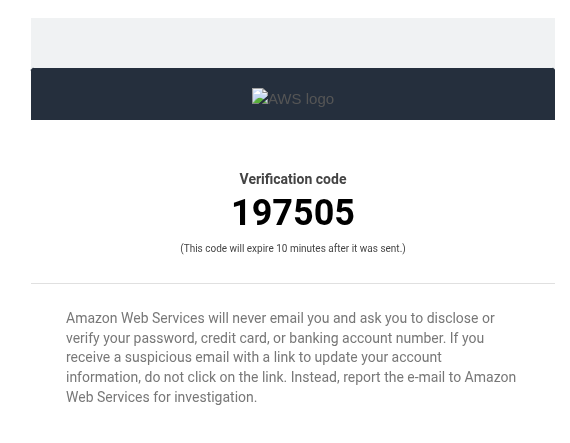 AWS logo
Verification code
197505
(This code will expire 10 minutes after it was sent.)
Amazon Web Services will never email you and ask you to disclose or
verify your password, credit card, or banking account number. If you
receive a suspicious email with a link to update your account
information, do not click on the link. Instead, report the e-mail to Amazon
Web Services for investigation.